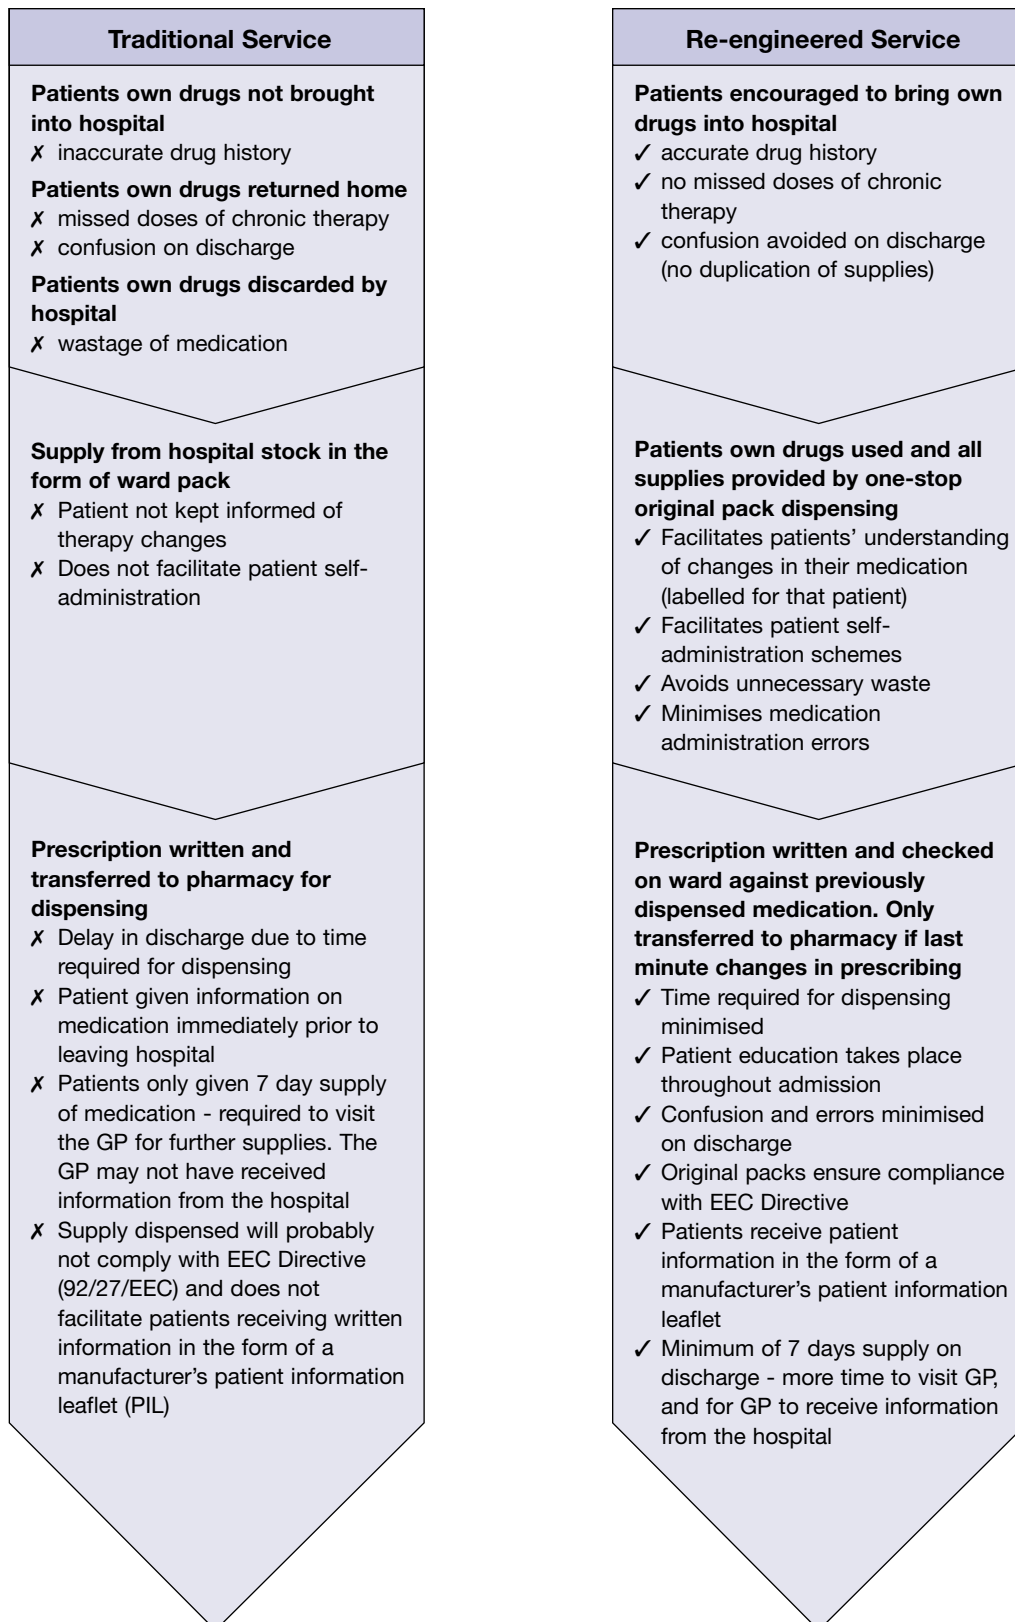 Traditional Service
Patients own drugs not brought
into hospital
✗ inaccurate drug history
Patients own drugs returned home
✗ missed doses of chronic therapy
✗ confusion on discharge
Patients own drugs discarded by
hospital
✗ wastage of medication
Supply from hospital stock in the
form of ward pack
✗ Patient not kept informed of
therapy changes
✗ Does not facilitate patient self-
administration
Prescription written and
transferred to pharmacy for
dispensing
✗ Delay in discharge due to time
required for dispensing
✗ Patient given information on
medication immediately prior to
leaving hospital
✗ Patients only given 7 day supply
of medication - required to visit
the GP for further supplies. The
GP may not have received
information from the hospital
✗ Supply dispensed will probably
not comply with EEC Directive
(92/27/EEC) and does not
facilitate patients receiving written
information in the form of a
manufacturer's patient information
leaflet (PIL)
Re-engineered Service
Patients encouraged to bring own
drugs into hospital
✓ accurate drug history
✓ no missed doses of chronic
therapy
✓ confusion avoided on discharge
(no duplication of supplies)
Patients own drugs used and all
supplies provided by one-stop
original pack dispensing
✓ Facilitates patients' understanding
of changes in their medication
(labelled for that patient)
✓ Facilitates patient self-
administration schemes
✓ Avoids unnecessary waste
✓ Minimises medication
administration errors
Prescription written and checked
on ward against previously
dispensed medication. Only
transferred to pharmacy if last
minute changes in prescribing
✓ Time required for dispensing
minimised
✓ Patient education takes place
throughout admission
✓ Confusion and errors minimised
on discharge
✓ Original packs ensure compliance
with EEC Directive
✓ Patients receive patient
information in the form of a
manufacturer's patient information
leaflet
✓ Minimum of 7 days supply on
discharge - more time to visit GP,
and for GP to receive information
from the hospital